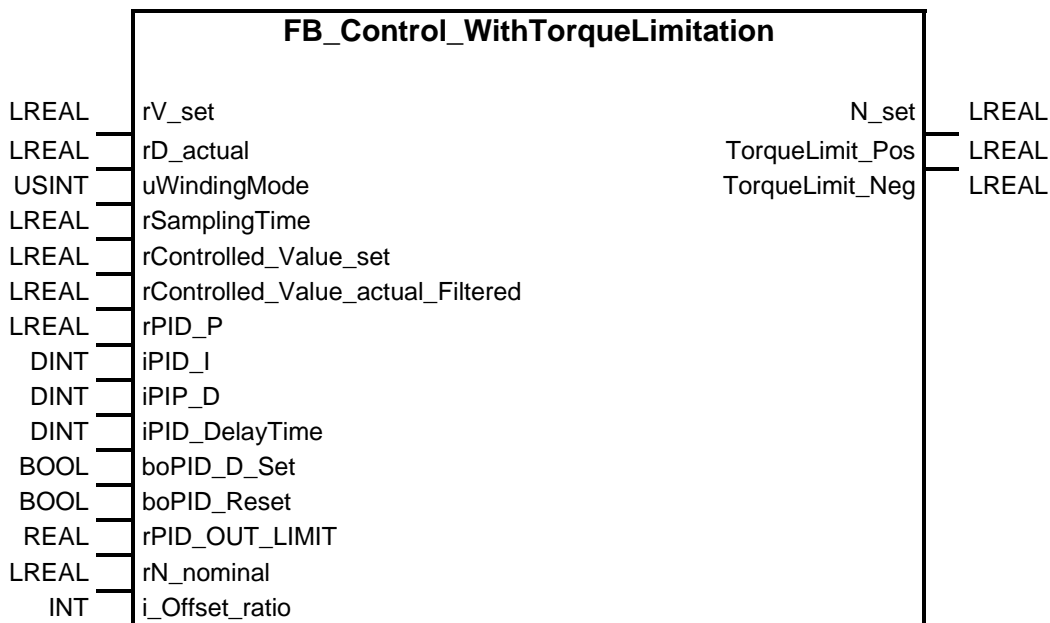 FB_Control_WithTorqueLimitation
LREAL rV_set N_set LREAL
LREAL rD_actual TorqueLimit_Pos LREAL
USINT uWindingMode TorqueLimit_Neg LREAL
LREAL rSamplingTime
LREAL rControlled_Value_set
LREAL rControlled_Value_actual_Filtered
LREAL rPID_P
DINT iPID_I
DINT iPIP_D
DINT iPID_DelayTime
BOOL boPID_D_Set
BOOL boPID_Reset
REAL rPID_OUT_LIMIT
LREAL rN_nominal
INT i_Offset_ratio